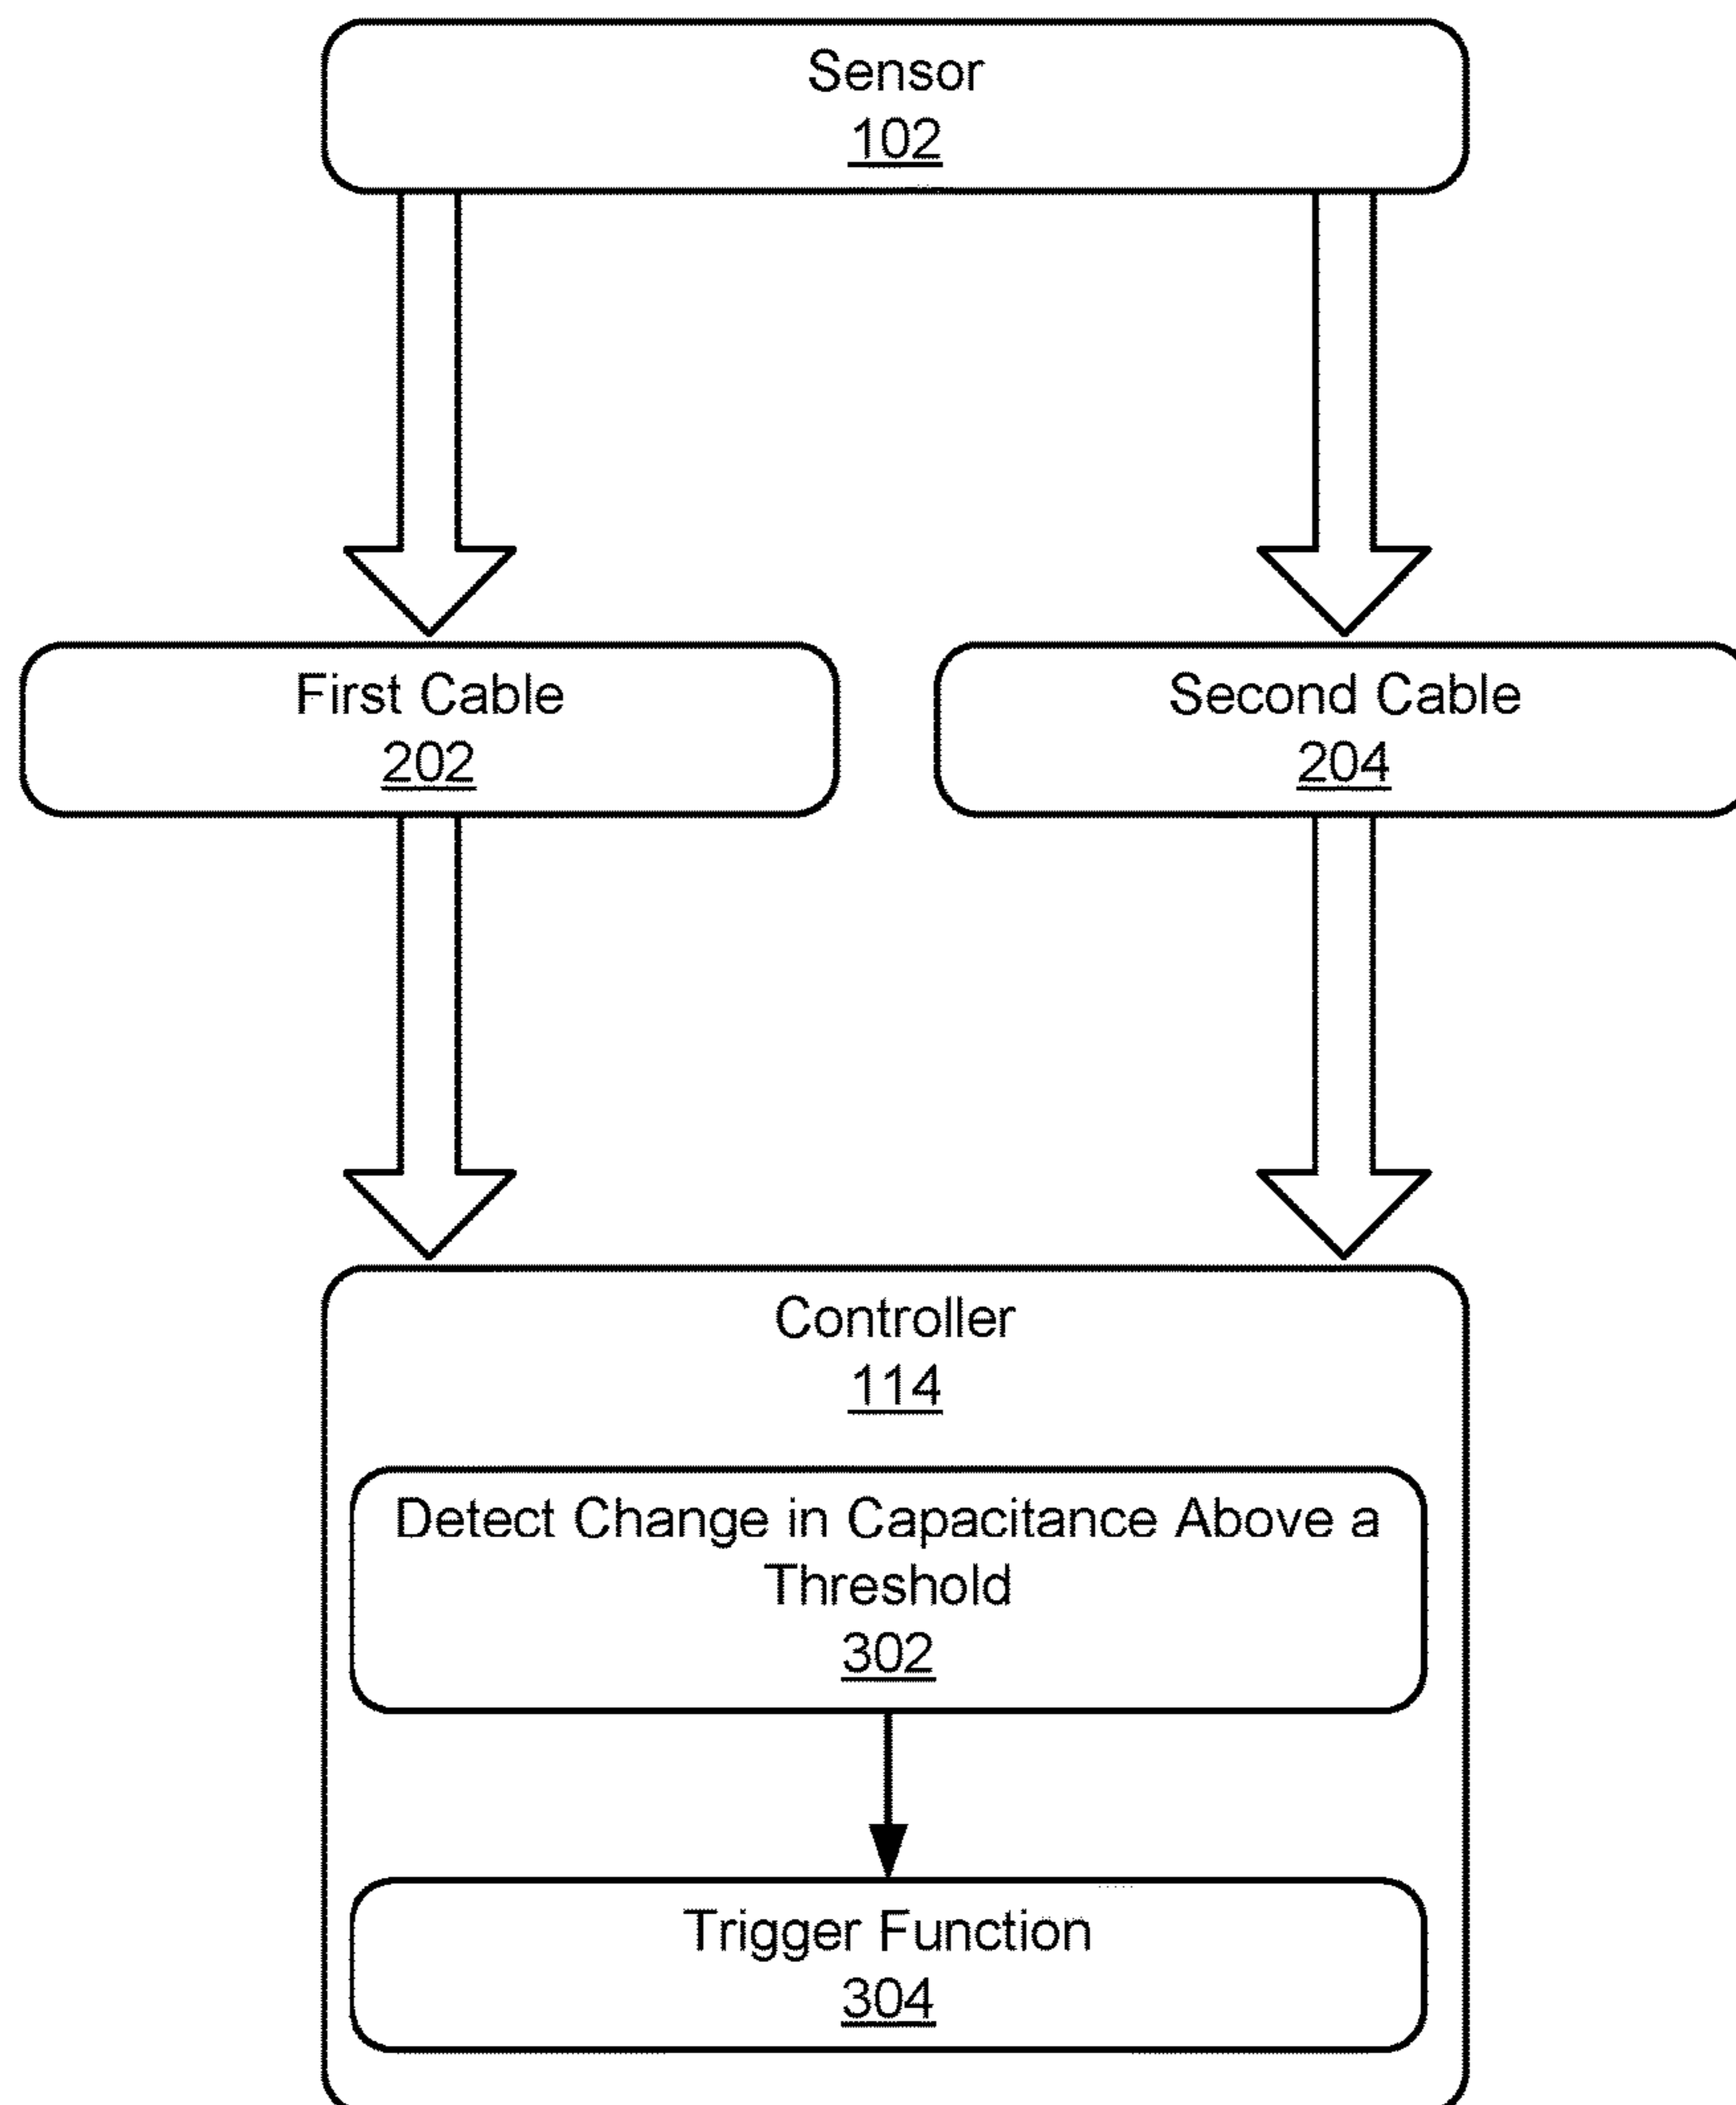 Sensor
102
First Cable
202
Second Cable
204
Controller
114
Detect Change in Capacitance Above a
Threshold
302
Trigger Function
304